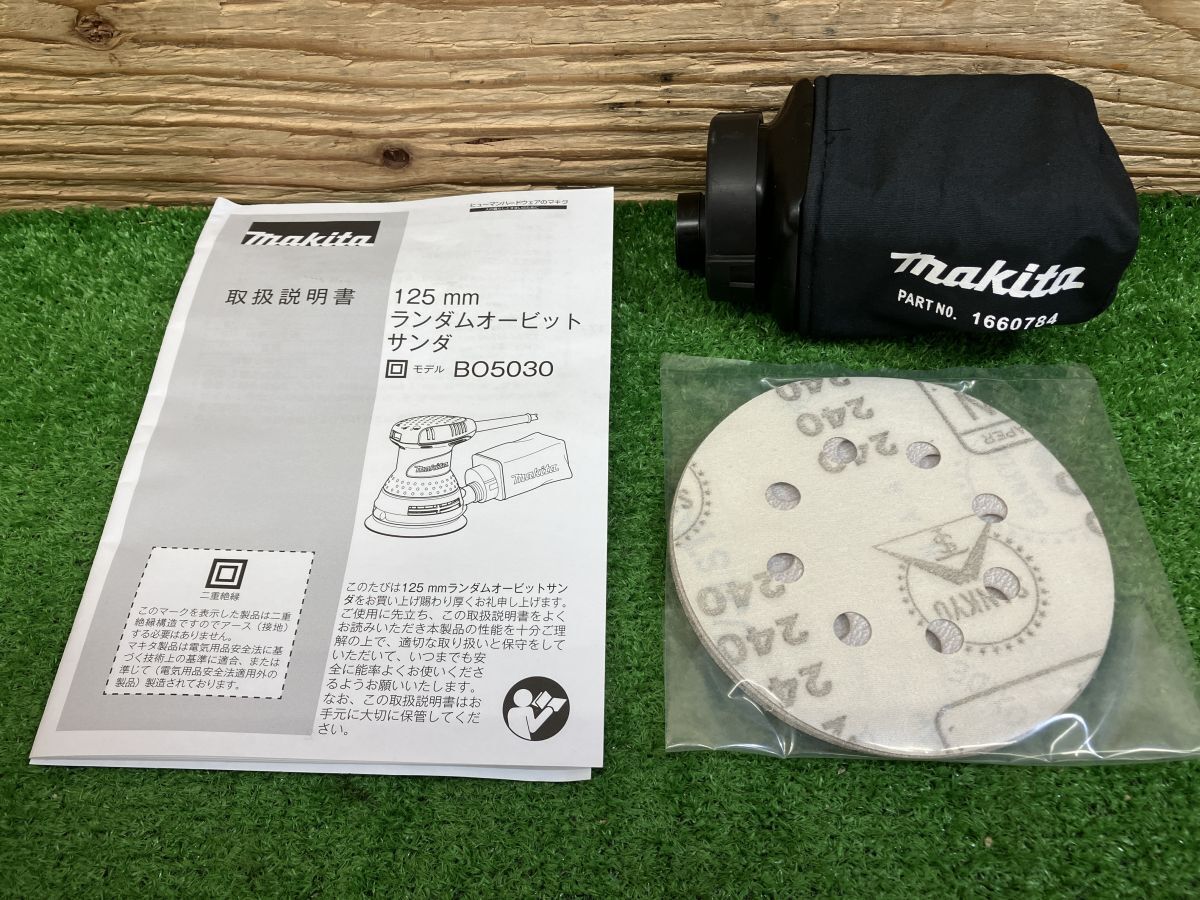 ヒューマンハードウェアのマキタ
makita
取扱説明書
125 mm
ランダムオービット
サンダ
モデル BO5030
makita
makita
二重絶縁
このマークを表示した製品は二重
絶縁構造ですのでアース（接地）
する必要はありません。
マキタ製品は電気用品安全法に基
づく技術上の基準に適合、または
準じて（電気用品安全法適用外の
製品）製造されております。
このたびは125 mmランダムオービットサン
ダをお買い上げ賜わり厚くお礼申し上げます。
ご使用に先立ち、この取扱説明書をよく
お読みいただき本製品の性能を十分ご理
解の上で、適切な取り扱いと保守をして
いただいて、いつまでも安
全に能率よくお使いくださ
るようお願いいたします。
なお、この取扱説明書はお
手元に大切に保管してくだ
さい。
makita
PART NO. 1660784
240
240
240
240
240
240
SANKYO